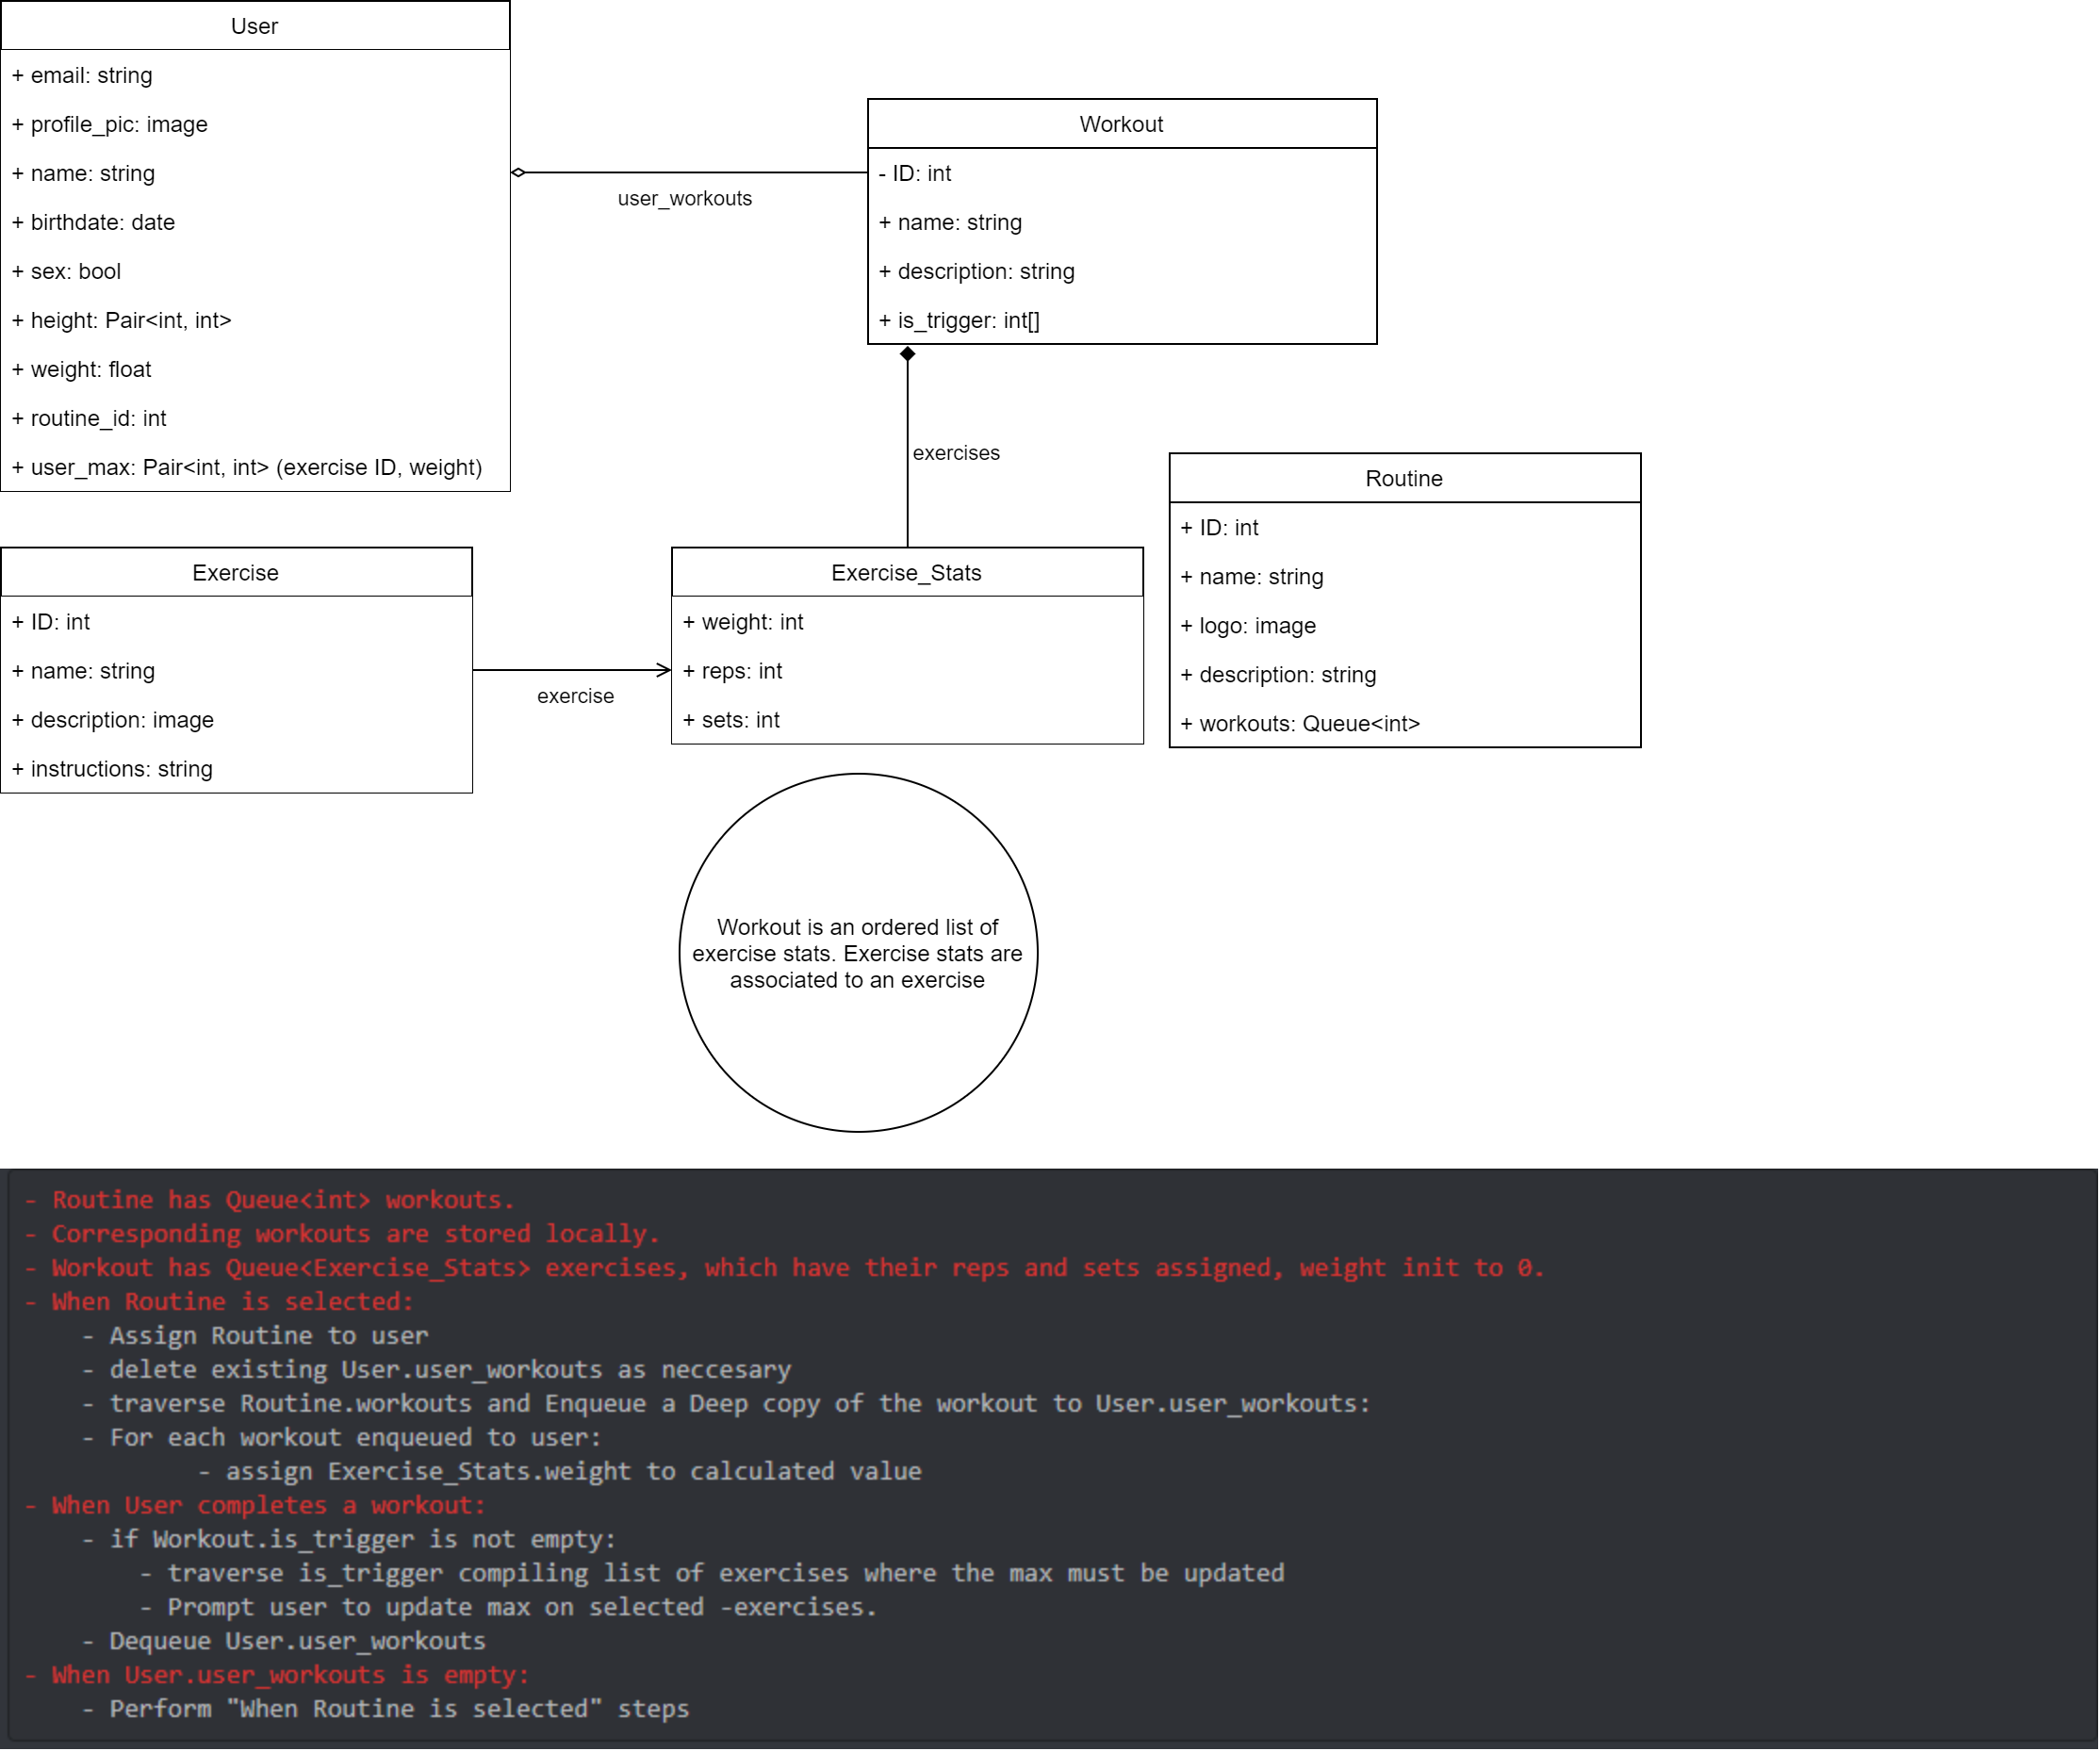 User
+ email: string
+ profile_pic: image
+ name: string
+ birthdate: date
+ sex: bool
+ height: Pair<int, int>
+ weight: float
+ routine_id: int
+ user_max: Pair<int, int> (exercise ID, weight)
user_workouts
Workout
- ID: int
+ name: string
+ description: string
+ is_trigger: int[]
exercises
Exercise
+ ID: int
+ name: string
+ description: image
+ instructions: string
exercise
Exercise_Stats
+ weight: int
+ reps: int
+ sets: int
Routine
+ ID: int
+ name: string
+ logo: image
+ description: string
+ workouts: Queue<int>
Workout is an ordered list of
exercise stats. Exercise stats are
associated to an exercise
- Routine has Queue<int> workouts.
- Corresponding workouts are stored locally.
- Workout has Queue<Exercise_Stats> exercises, which have their reps and sets assigned, weight init to 0.
- When Routine is selected:
- Assign Routine to user
- delete existing User.user_workouts as neccesary
- traverse Routine.workouts and Enqueue a Deep copy of the workout to User.user_workouts:
- For each workout enqueued to user:
- assign Exercise_Stats.weight to calculated value
- When User completes a workout:
- if Workout.is_trigger is not empty:
- traverse is_trigger compiling list of exercises where the max must be updated
- Prompt user to update max on selected -exercises.
- Dequeue User.user_workouts
- When User.user_workouts is empty:
- Perform "When Routine is selected" steps